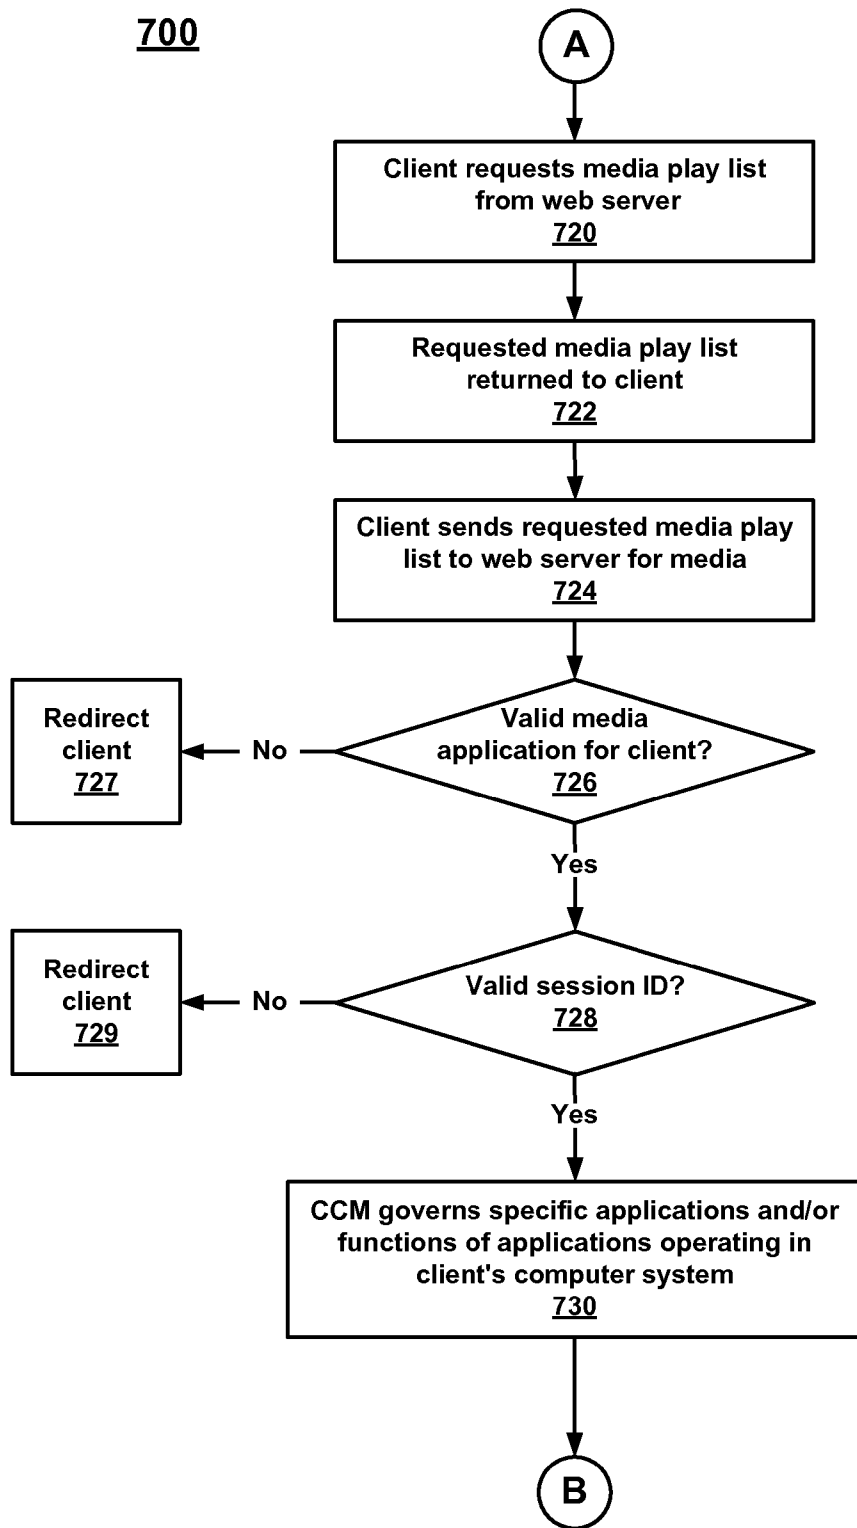 700
A
Client requests media play list
from web server
720
Requested media play list
returned to client
722
Client sends requested media play
list to web server for media
724
Valid media
application for client?
726
Redirect
client
727
No
Yes
Valid session ID?
728
Redirect
client
729
No
Yes
CCM governs specific applications and/or
functions of applications operating in
client's computer system
730
B